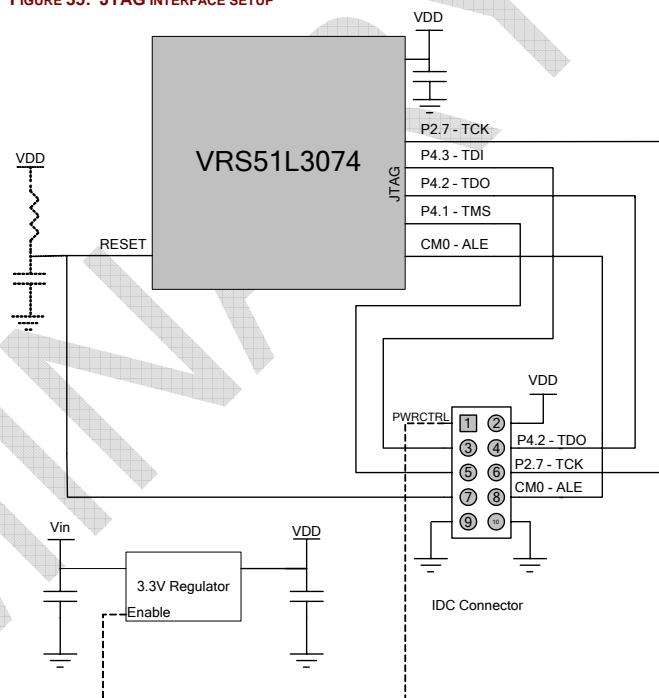 FIGURE 35: JTAG INTERFACE SETUP
VDD
VRS51L3074
JTAG
P2.7 - TCK
P4.3 - TDI
P4.2 - TDO
P4.1 - TMS
CM0 - ALE
VDD
RESET
VDD
PWRCTRL
1 2
3 4 P4.2 - TDO
5 6 P2.7 - TCK
7 8 CM0 - ALE
9 10
IDC Connector
Vin
VDD
3.3V Regulator
Enable